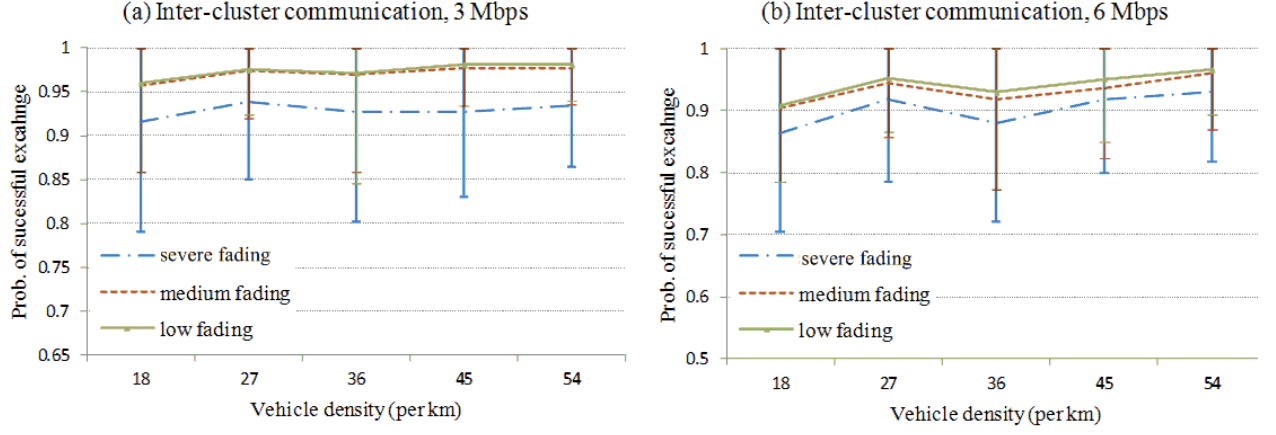 (a) Inter-cluster communication, 3 Mbps
Prob. of sucessful excahnge
1
0.95
0.9
0.85
0.8
0.75
0.7
0.65
severe fading
medium fading
low fading
18 27 36 45 54
Vehicle density (per km)
(b) Inter-cluster communication, 6 Mbps
Prob. of sucessful excahnge
1
0.9
0.8
0.7
0.6
0.5
severe fading
medium fading
low fading
18 27 36 45 54
Vehicle density (per km)